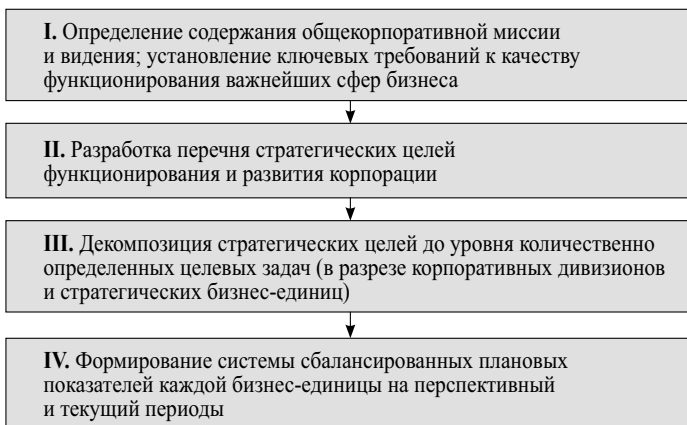 I. Определение содержания общекорпоративной миссии
и видения; установление ключевых требований к качеству
функционирования важнейших сфер бизнеса
II. Разработка перечня стратегических целей
функционирования и развития корпорации
III. Декомпозиция стратегических целей до уровня количественно
определенных целевых задач (в разрезе корпоративных дивизионов
и стратегических бизнес-единиц)
IV. Формирование системы сбалансированных плановых
показателей каждой бизнес-единицы на перспективный
и текущий периоды